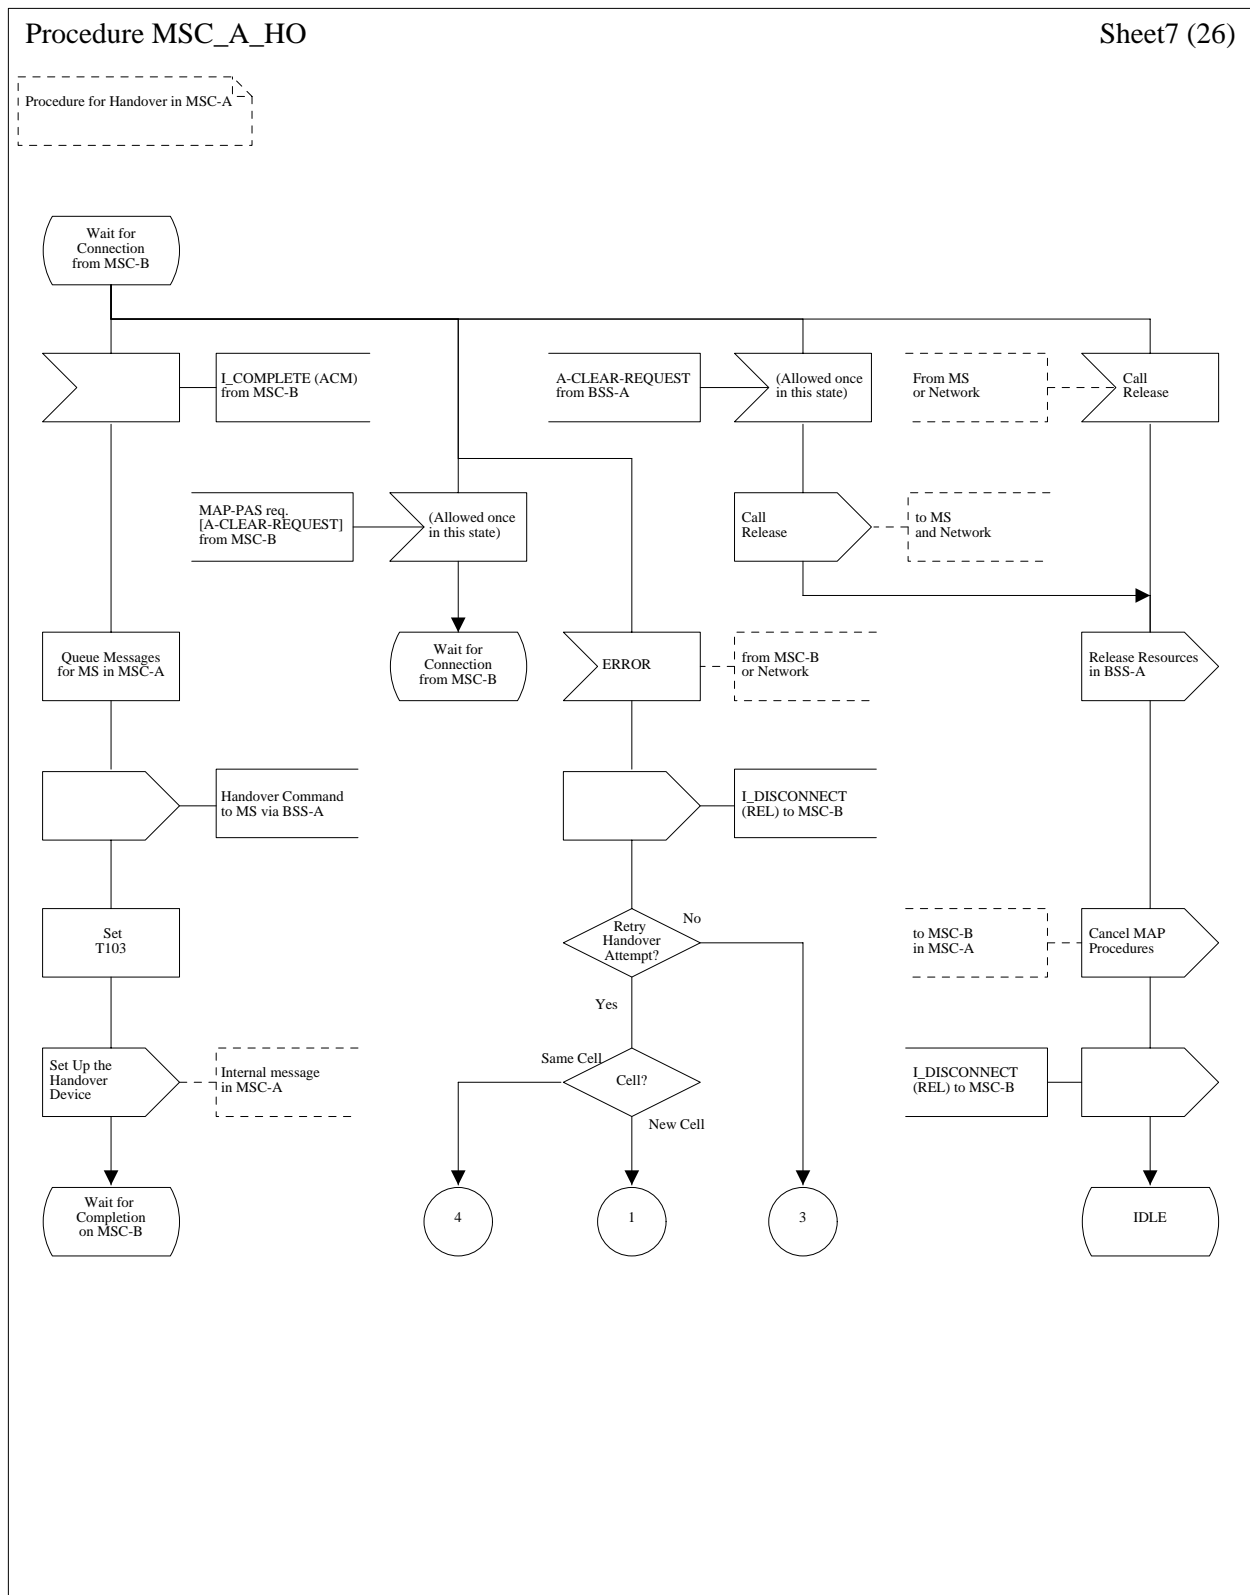 Procedure MSC_A_HO
Sheet7 (26)
Procedure for Handover in MSC-A
Wait for
Connection
from MSC-B
I_COMPLETE (ACM)
from MSC-B
A-CLEAR-REQUEST
from BSS-A
(Allowed once
in this state)
From MS
or Network
Call
Release
MAP-PAS req.
[A-CLEAR-REQUEST]
from MSC-B
(Allowed once
in this state)
Call
Release
to MS
and Network
Queue Messages
for MS in MSC-A
Wait for
Connection
from MSC-B
ERROR
from MSC-B
or Network
Release Resources
in BSS-A
Handover Command
to MS via BSS-A
I_DISCONNECT
(REL) to MSC-B
Set
T103
Retry
Handover
Attempt?
No
Yes
to MSC-B
in MSC-A
Cancel MAP
Procedures
Set Up the
Handover
Device
Internal message
in MSC-A
Same Cell
Cell?
New Cell
I_DISCONNECT
(REL) to MSC-B
Wait for
Completion
on MSC-B
4
1
3
IDLE